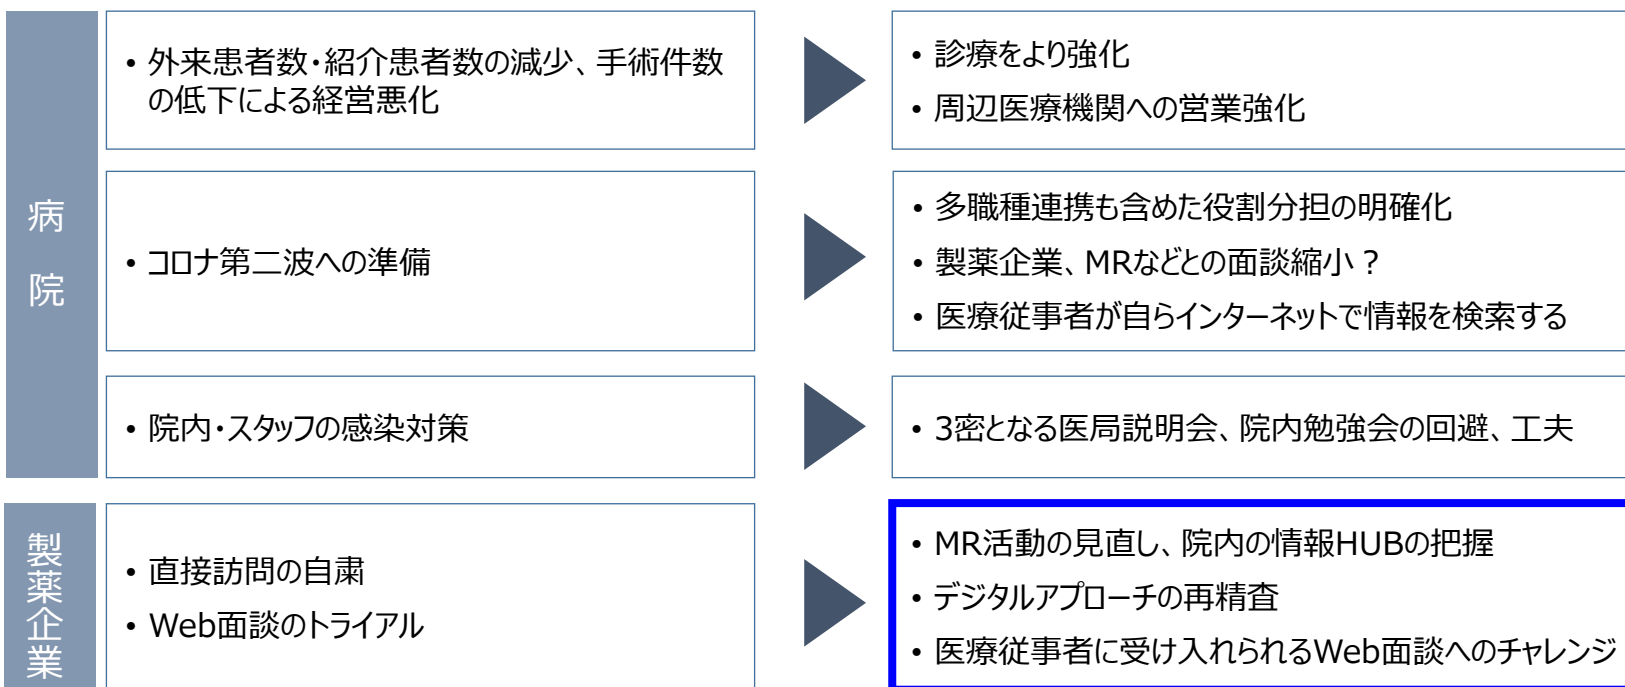 病院
• 外来患者数・紹介患者数の減少、手術件数
の低下による経営悪化
• 診療をより強化
• 周辺医療機関への営業強化
• コロナ第二波への準備
• 多職種連携も含めた役割分担の明確化
• 製薬企業、MRなどとの面談縮小？
• 医療従事者が自らインターネットで情報を検索する
• 院内・スタッフの感染対策
• 3密となる医局説明会、院内勉強会の回避、工夫
製薬企業
• 直接訪問の自粛
• Web面談のトライアル
• MR活動の見直し、院内の情報HUBの把握
• デジタルアプローチの再精査
• 医療従事者に受け入れられるWeb面談へのチャレンジ